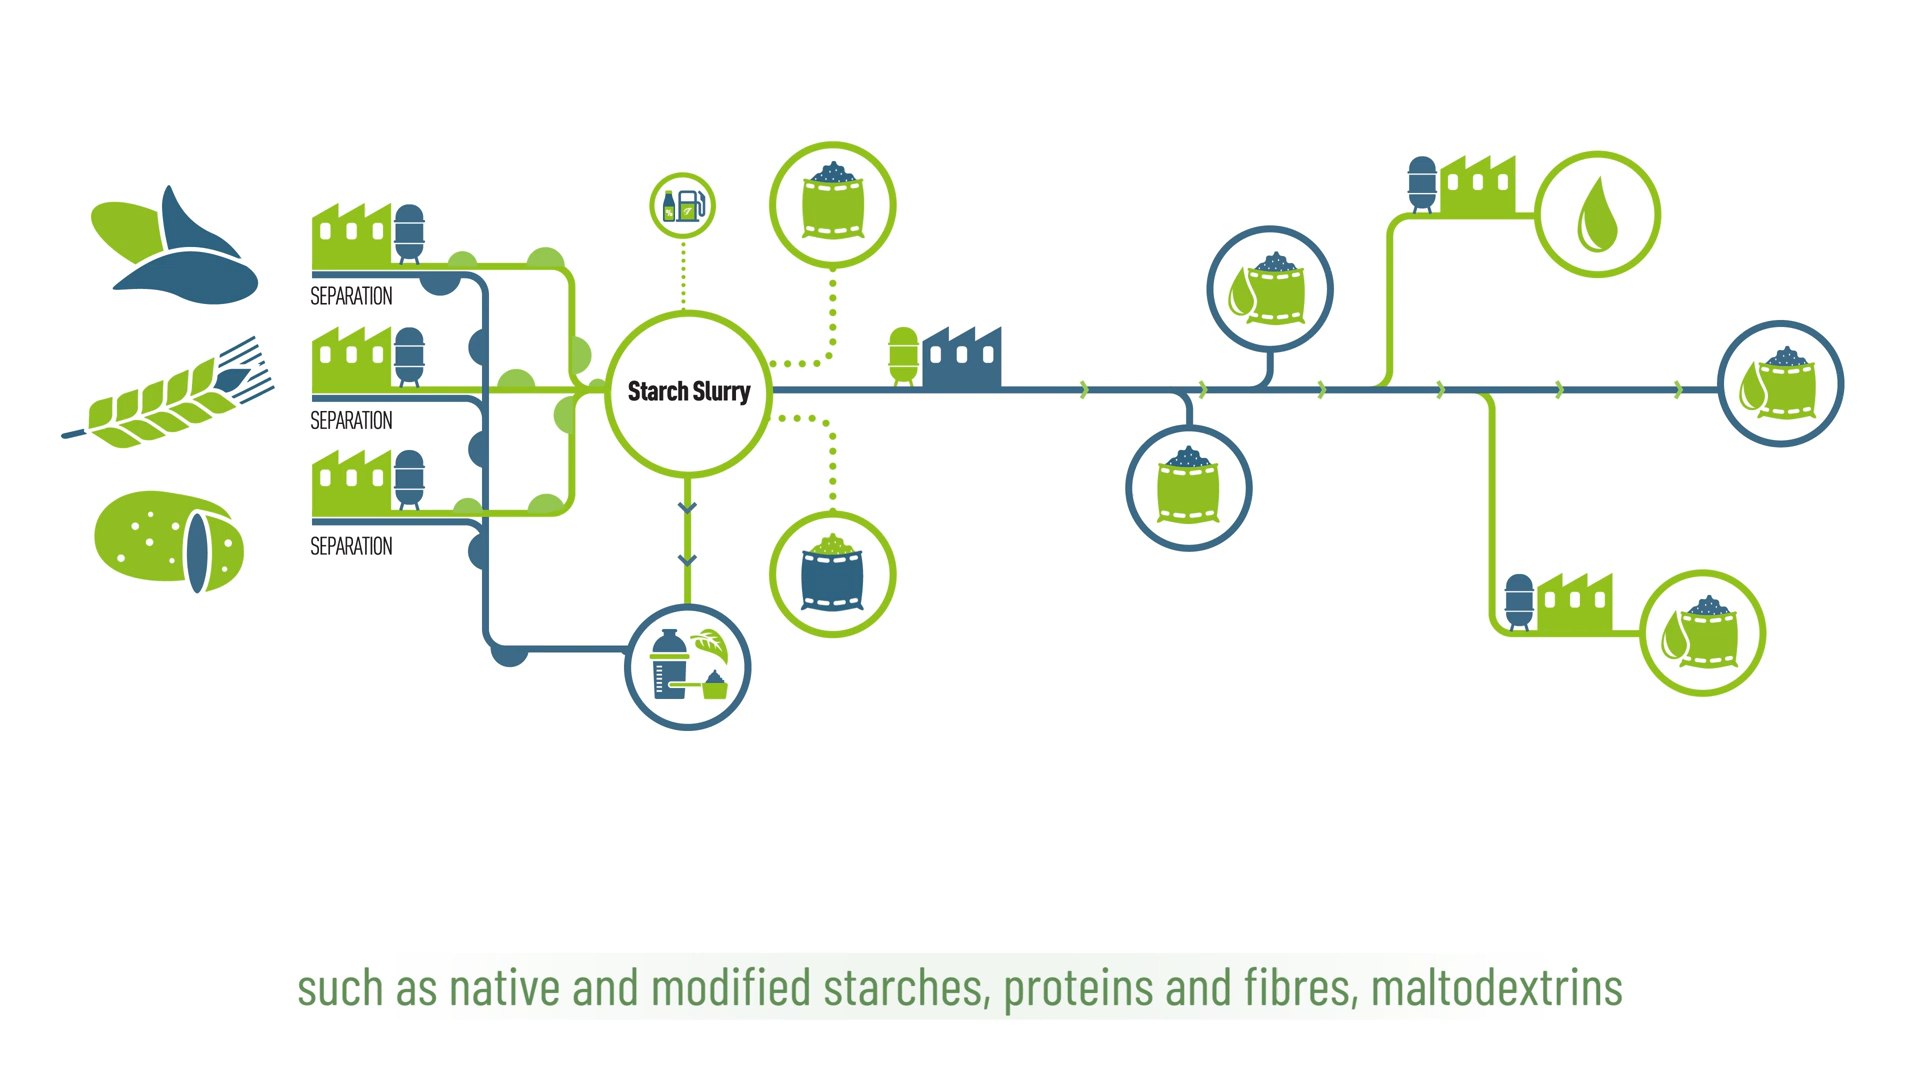 SEPARATION
SEPARATION
SEPARATION
Starch Slurry
such as native and modified starches, proteins and fibres, maltodextrins